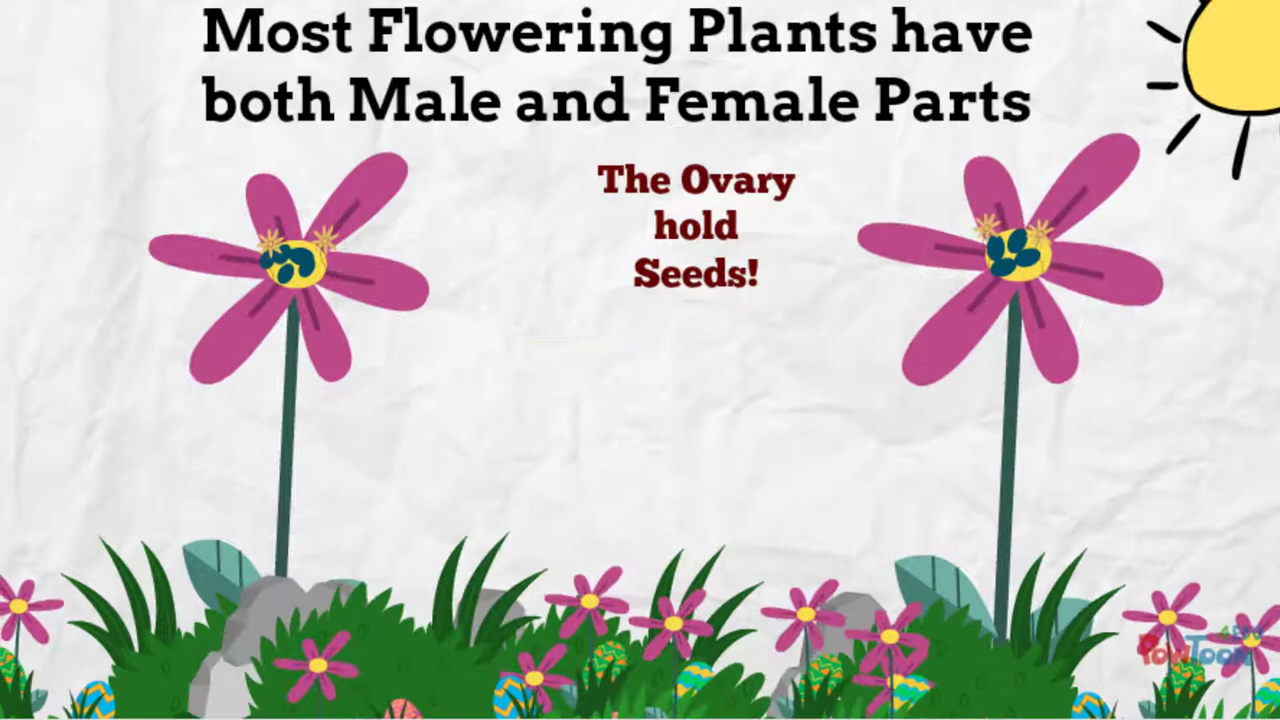 Most Flowering Plants have
both Male and Female Parts
The Ovary
hold
Seeds!
PowToon